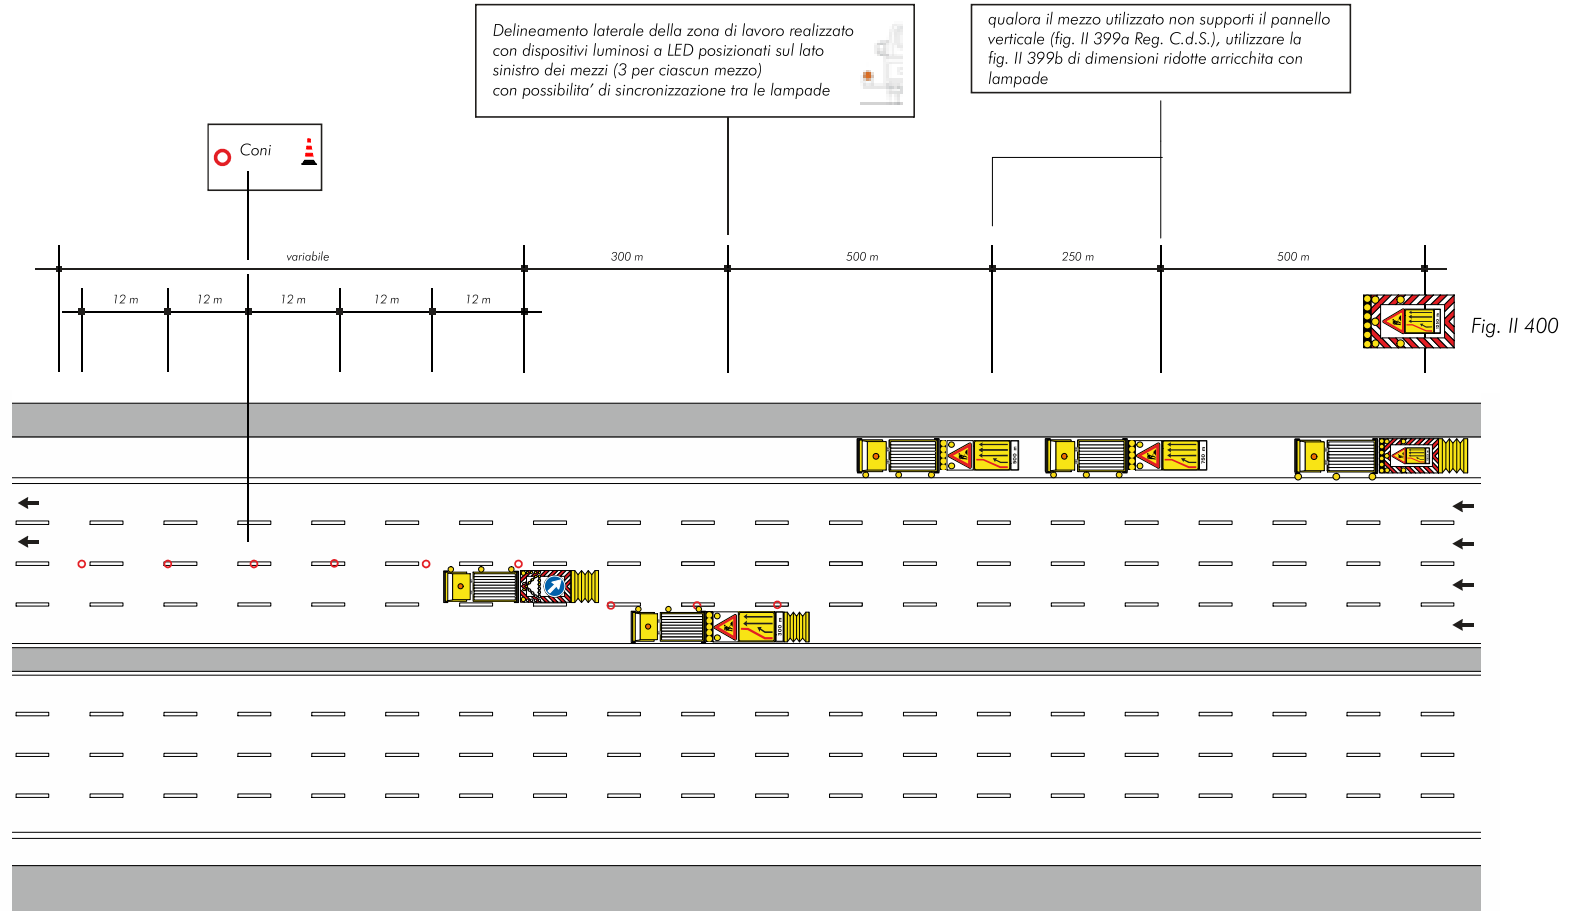 Delineamento laterale della zona di lavoro realizzato
con dispositivi luminosi a LED posizionati sul lato
sinistro dei mezzi (3 per ciascun mezzo)
con possibilita’ di sincronizzazione tra le lampade
qualora il mezzo utilizzato non supporti il pannello
verticale (fig. II 399a Reg. C.d.S.), utilizzare la
fig. II 399b di dimensioni ridotte arricchita con
lampade
Coni
variabile
300 m
500 m
250 m
500 m
12 m
12 m
12 m
12 m
12 m
Fig. II 400
300 m